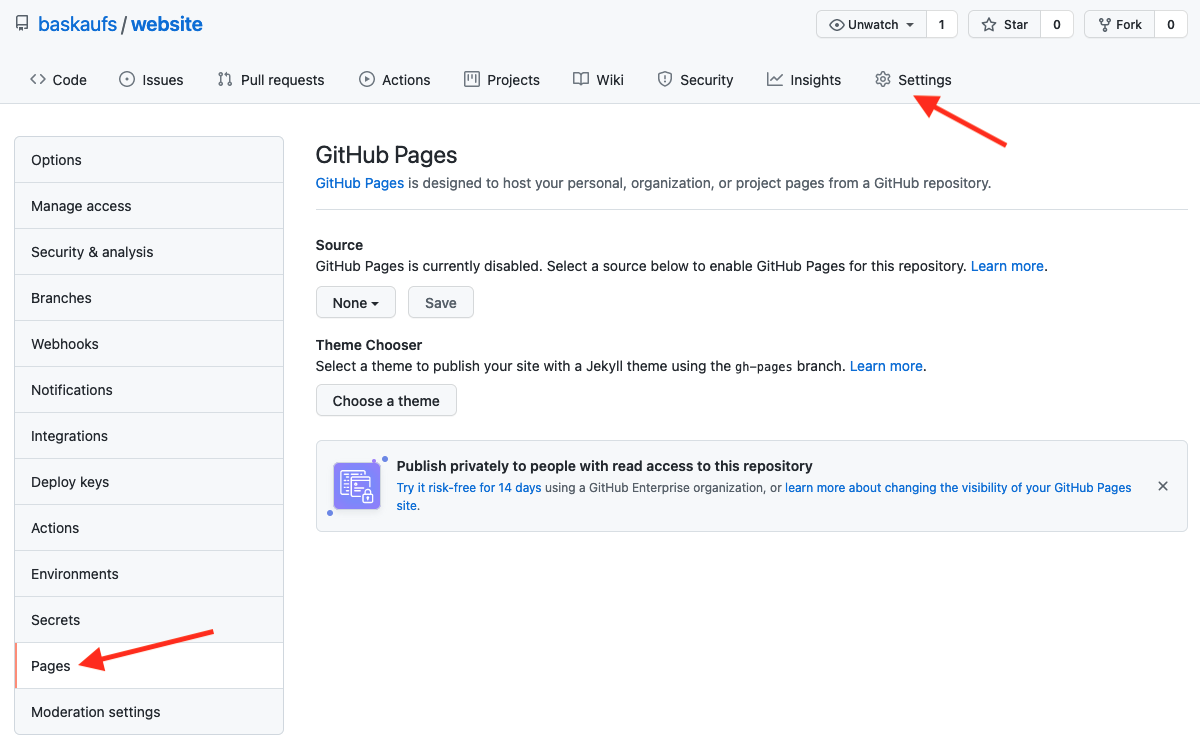 baskaufs / website
Unwatch 1 Star 0 Fork 0
Code Issues Pull requests Actions Projects Wiki Security Insights Settings
Options
Manage access
Security & analysis
Branches
Webhooks
Notifications
Integrations
Deploy keys
Actions
Environments
Secrets
Pages
Moderation settings
GitHub Pages
GitHub Pages is designed to host your personal, organization, or project pages from a GitHub repository.
Source
GitHub Pages is currently disabled. Select a source below to enable GitHub Pages for this repository. Learn more.
None Save
Theme Chooser
Select a theme to publish your site with a Jekyll theme using the gh-pages branch. Learn more.
Choose a theme
Publish privately to people with read access to this repository
Try it risk-free for 14 days using a GitHub Enterprise organization, or learn more about changing the visibility of your GitHub Pages
site.